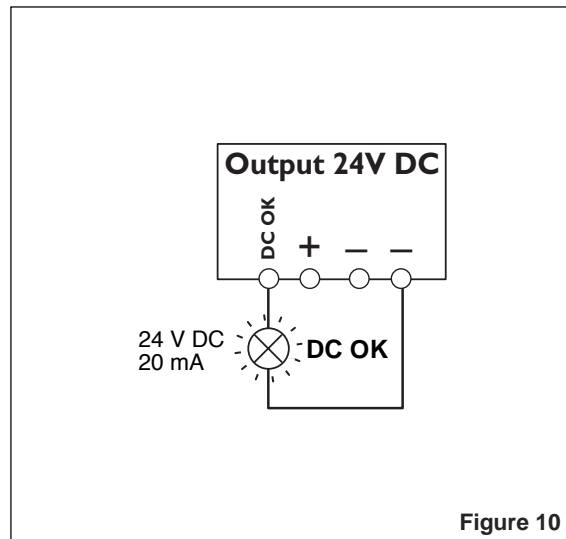 Output 24V DC
DC OK
+ – –
24 V DC
20 mA
DC OK
Figure 10